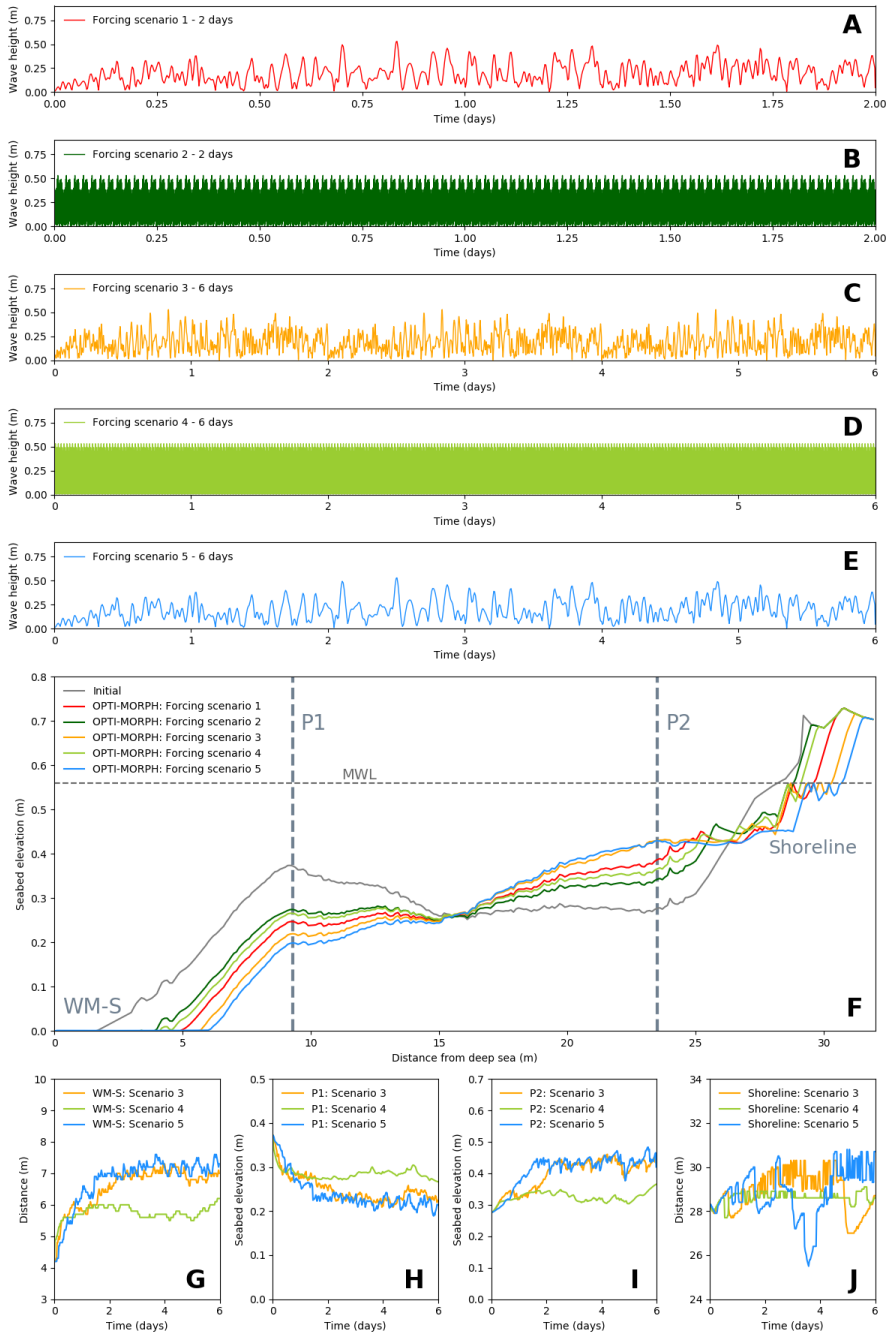 Wave height (m)
0.75
0.50
0.25
0.00
Forcing scenario 1 - 2 days
A
0.00 0.25 0.50 0.75 1.00 1.25 1.50 1.75 2.00
Time (days)
Wave height (m)
0.75
0.50
0.25
0.00
Forcing scenario 2 - 2 days
B
0.00 0.25 0.50 0.75 1.00 1.25 1.50 1.75 2.00
Time (days)
Wave height (m)
0.75
0.50
0.25
0.00
Forcing scenario 3 - 6 days
C
0 1 2 3 4 5 6
Time (days)
Wave height (m)
0.75
0.50
0.25
0.00
Forcing scenario 4 - 6 days
D
0 1 2 3 4 5 6
Time (days)
Wave height (m)
0.75
0.50
0.25
0.00
Forcing scenario 5 - 6 days
E
0 1 2 3 4 5 6
Time (days)
Seabed elevation (m)
0.8
0.7
0.6
0.5
0.4
0.3
0.2
0.1
0.0
Initial
OPTI-MORPH: Forcing scenario 1
OPTI-MORPH: Forcing scenario 2
OPTI-MORPH: Forcing scenario 3
OPTI-MORPH: Forcing scenario 4
OPTI-MORPH: Forcing scenario 5
P1
P2
MWL
Shoreline
WM-S
F
0 5 10 15 20 25 30
Distance from deep sea (m)
Distance (m)
10
9
8
7
6
5
4
3
WM-S: Scenario 3
WM-S: Scenario 4
WM-S: Scenario 5
G
0 2 4 6
Time (days)
Seabed elevation (m)
0.5
0.4
0.3
0.2
0.1
0.0
P1: Scenario 3
P1: Scenario 4
P1: Scenario 5
H
0 2 4 6
Time (days)
Seabed elevation (m)
0.7
0.6
0.5
0.4
0.3
0.2
0.1
0.0
P2: Scenario 3
P2: Scenario 4
P2: Scenario 5
I
0 2 4 6
Time (days)
Distance (m)
34
32
30
28
26
24
Shoreline: Scenario 3
Shoreline: Scenario 4
Shoreline: Scenario 5
J
0 2 4 6
Time (days)